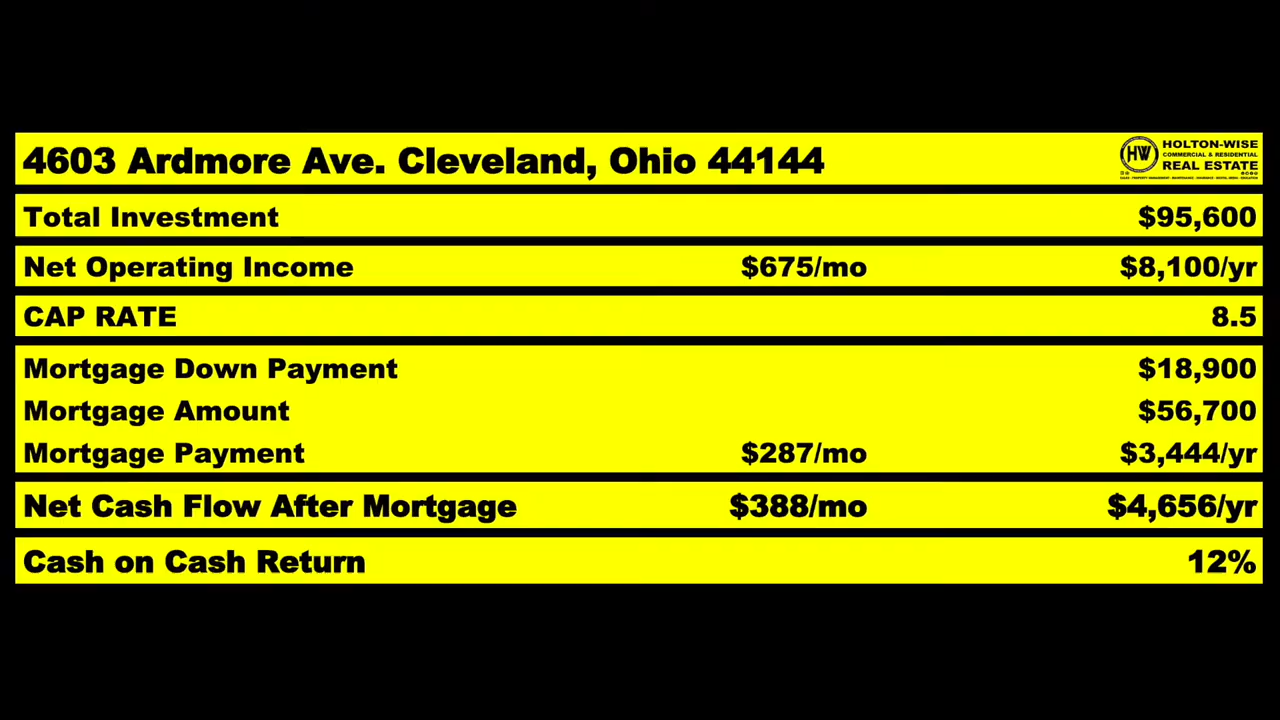 4603 Ardmore Ave. Cleveland, Ohio 44144
HW
HOLTON-WISE
COMMERCIAL & RESIDENTIAL
REAL ESTATE
Total Investment $95,600
Net Operating Income $675/mo $8,100/yr
CAP RATE 8.5
Mortgage Down Payment $18,900
Mortgage Amount $56,700
Mortgage Payment $287/mo $3,444/yr
Net Cash Flow After Mortgage $388/mo $4,656/yr
Cash on Cash Return 12%